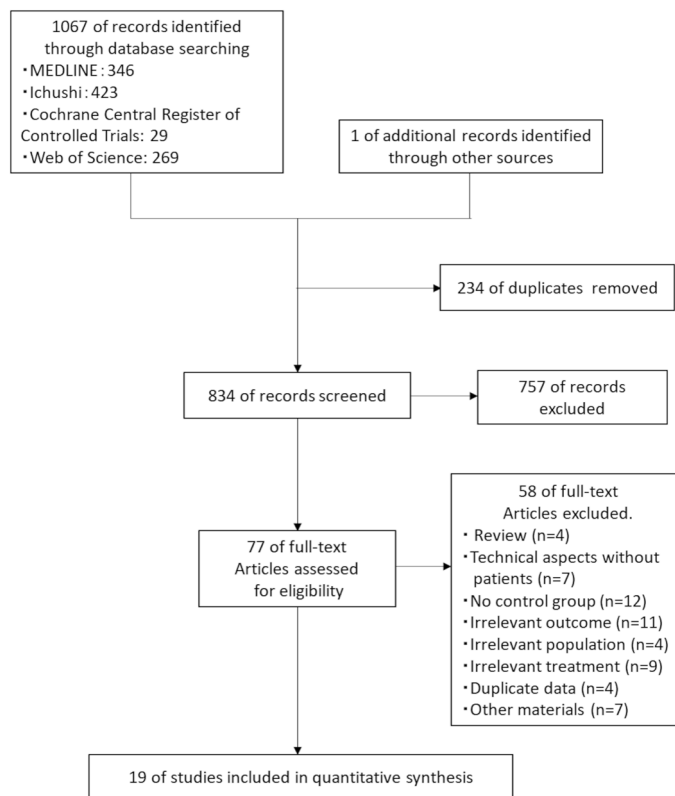 1067 of records identified
through database searching
・MEDLINE：346
・Ichushi：423
・Cochrane Central Register of
Controlled Trials: 29
・Web of Science: 269
1 of additional records identified
through other sources
234 of duplicates removed
834 of records screened
757 of records
excluded
77 of full-text
Articles assessed
for eligibility
58 of full-text
Articles excluded.
・Review (n=4)
・Technical aspects without
patients (n=7)
・No control group (n=12)
・Irrelevant outcome (n=11)
・Irrelevant population (n=4)
・Irrelevant treatment (n=9)
・Duplicate data (n=4)
・Other materials (n=7)
19 of studies included in quantitative synthesis